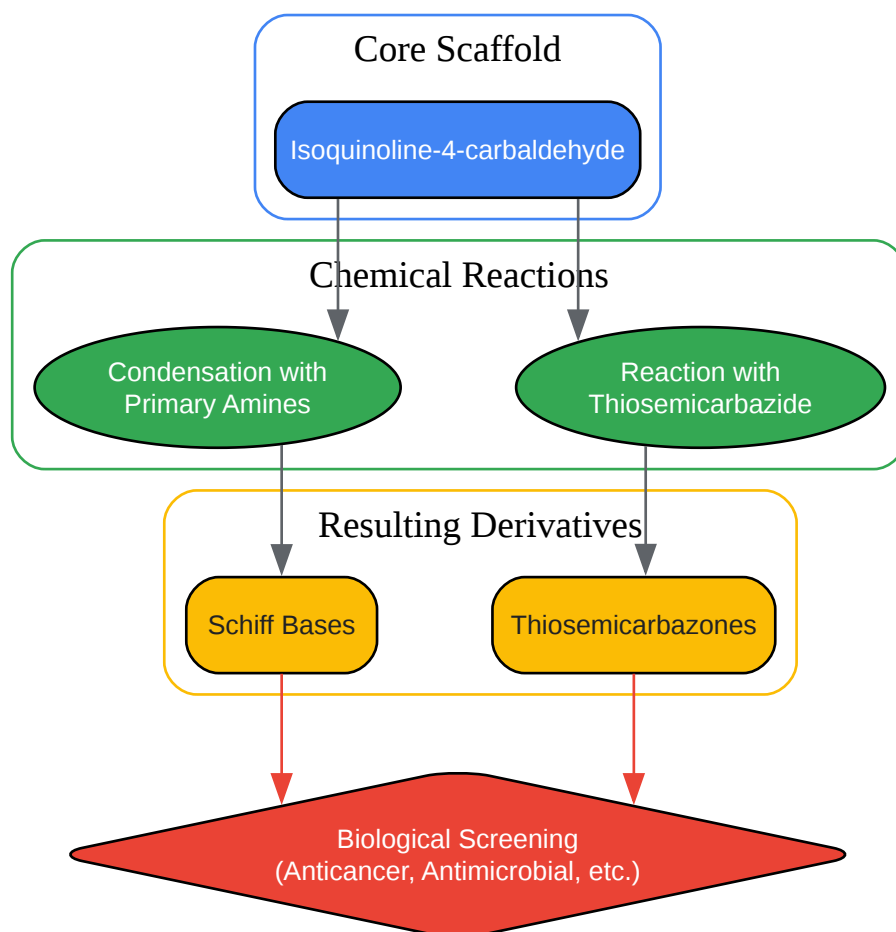 Core Scaffold
Isoquinoline-4-carbaldehyde
Chemical Reactions
Condensation with
Primary Amines
Reaction with
Thiosemicarbazide
Resulting Derivatives
Schiff Bases
Thiosemicarbazones
Biological Screening
(Anticancer, Antimicrobial, etc.)